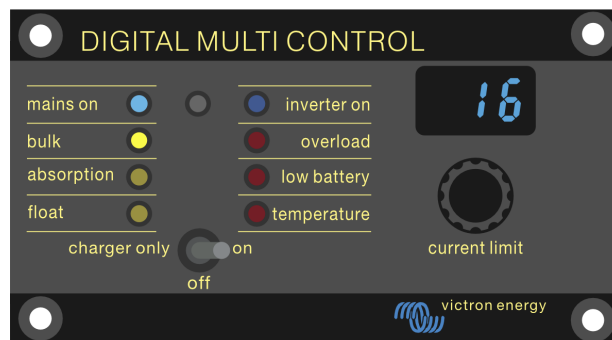 DIGITAL MULTI CONTROL
16
mains on
inverter on
bulk
overload
absorption
low battery
float
temperature
charger only
on
off
current limit
victron energy